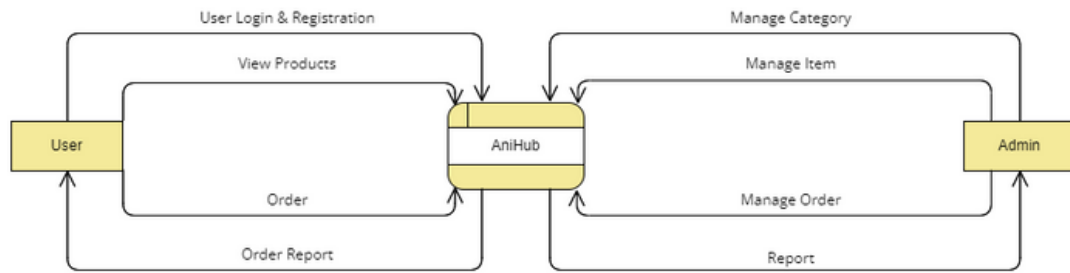 User Login & Registration
Manage Category
View Products
Manage Item
User
AniHub
Admin
Order
Manage Order
Order Report
Report